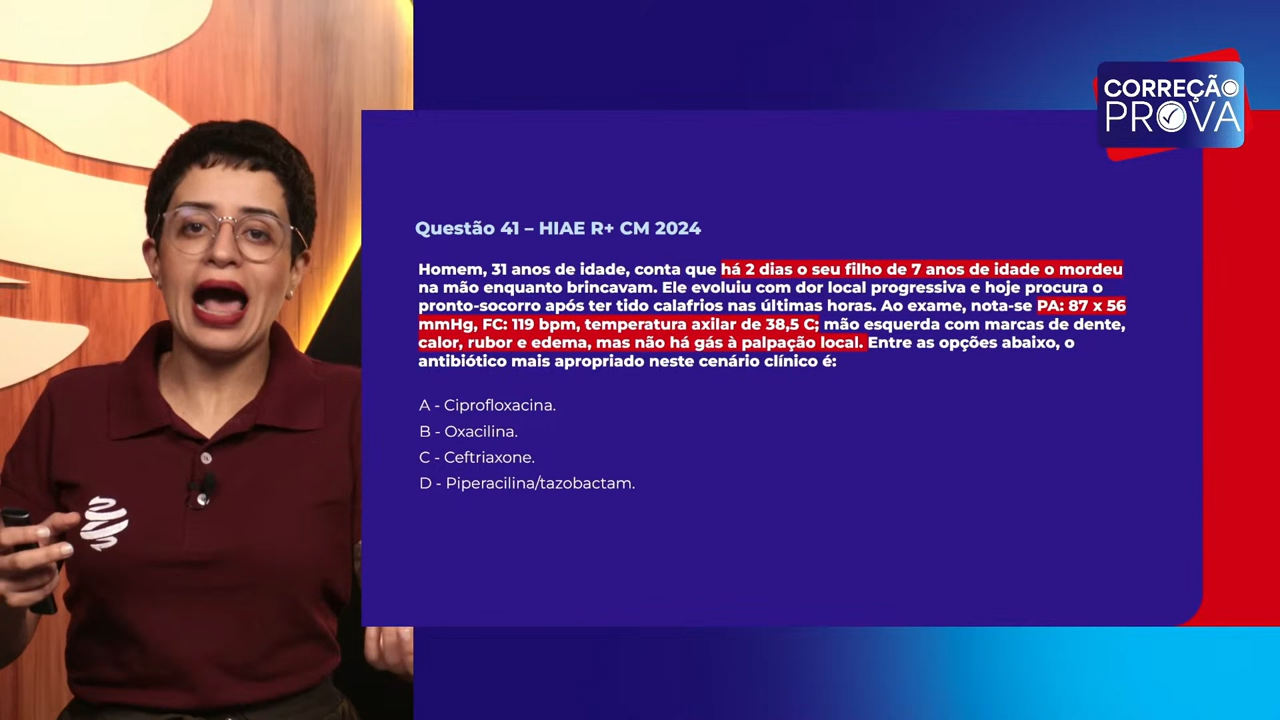 CORREÇÃO
PROVA
Questão 41 – HIAE R+ CM 2024
Homem, 31 anos de idade, conta que há 2 dias o seu filho de 7 anos de idade o mordeu
na mão enquanto brincavam. Ele evoluiu com dor local progressiva e hoje procura o
pronto-socorro após ter tido calafrios nas últimas horas. Ao exame, nota-se PA: 87 x 56
mmHg, FC: 119 bpm, temperatura axilar de 38,5 C; mão esquerda com marcas de dente,
calor, rubor e edema, mas não há gás à palpação local. Entre as opções abaixo, o
antibiótico mais apropriado neste cenário clínico é:
A - Ciprofloxacina.
B - Oxacilina.
C - Ceftriaxone.
D - Piperacilina/tazobactam.